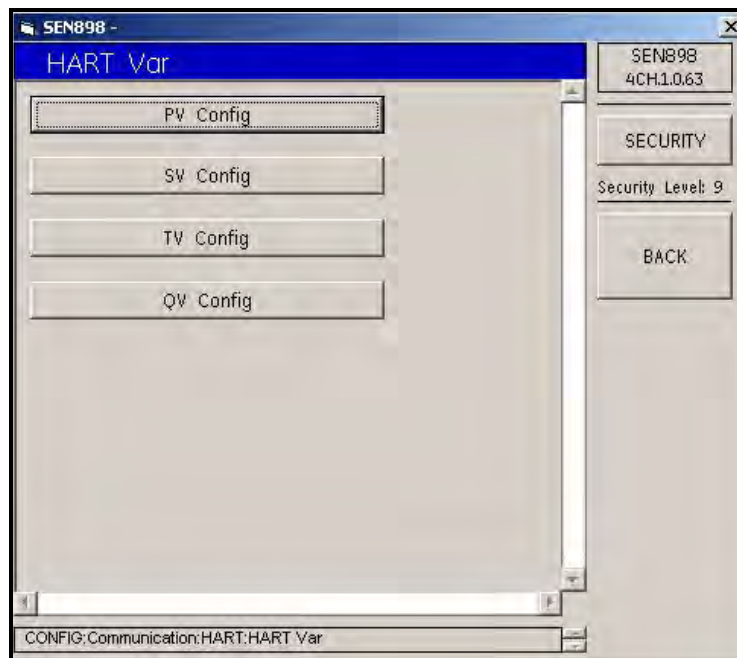 SEN898 -
HART Var
SEN898
4CH.1.0.63
PV Config
SECURITY
SV Config
Security Level: 9
TV Config
BACK
QV Config
CONFIG:Communication:HART:HART Var